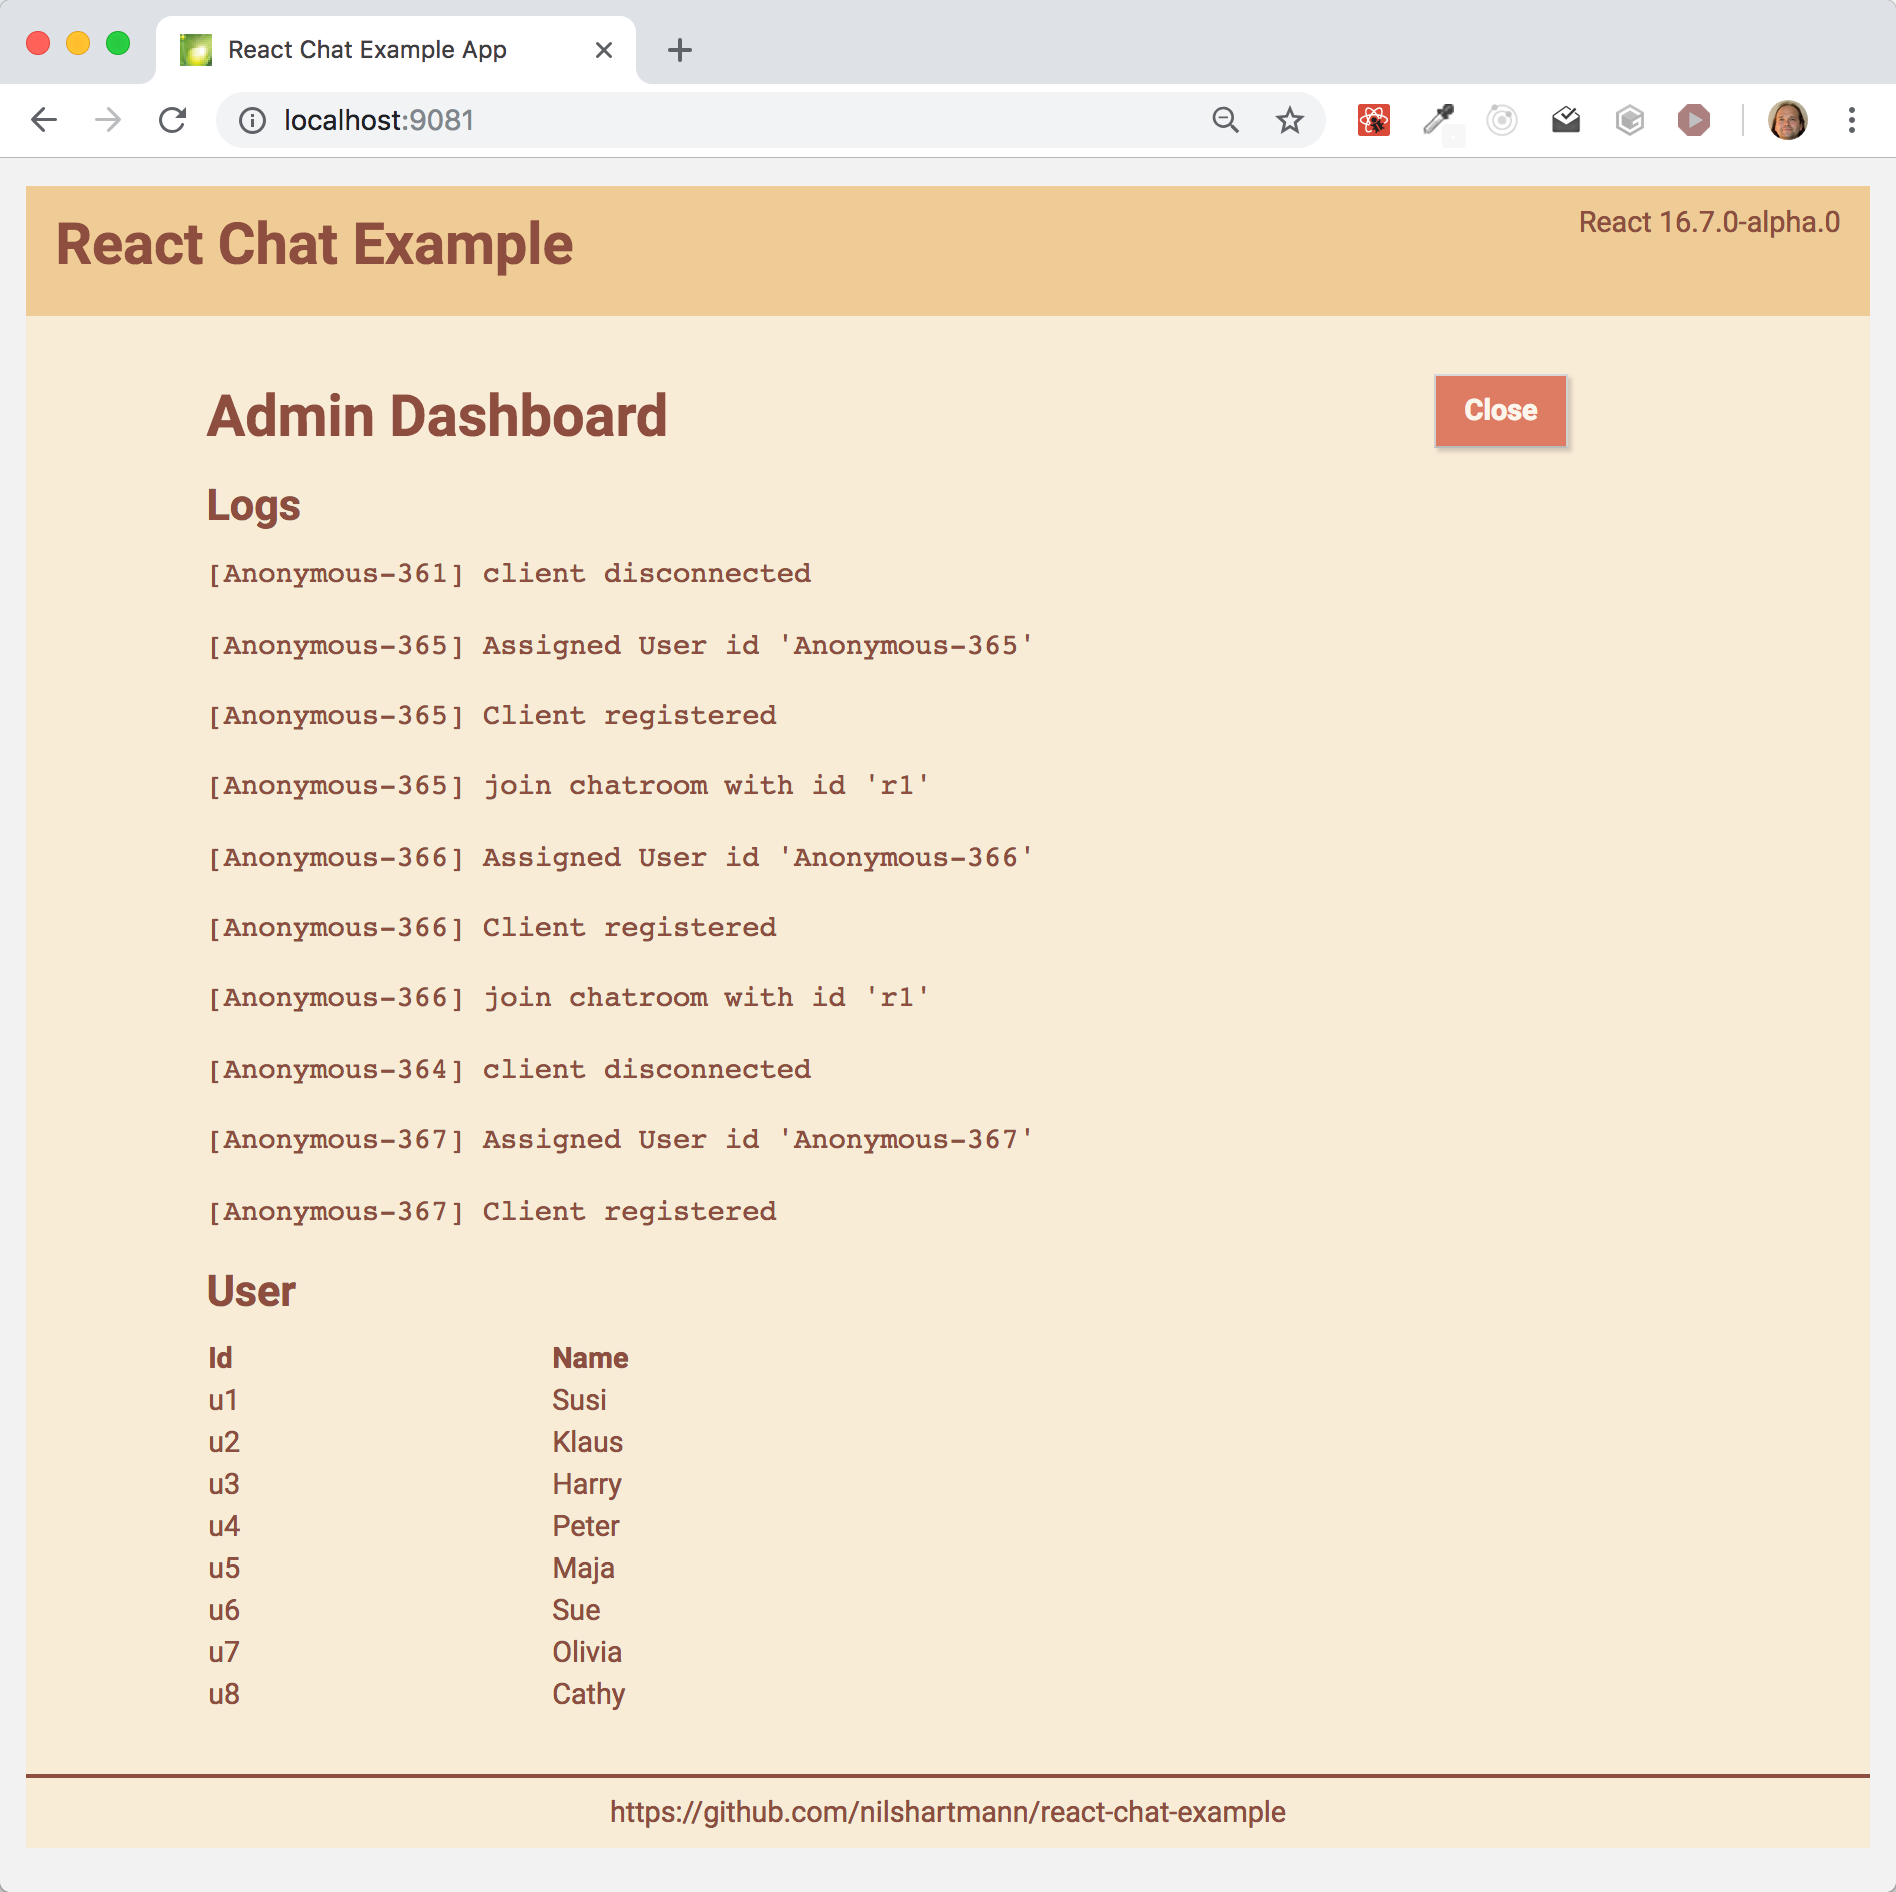 React Chat Example App
localhost:9081
React Chat Example
React 16.7.0-alpha.0
Admin Dashboard
Close
Logs
[Anonymous-361] client disconnected
[Anonymous-365] Assigned User id 'Anonymous-365'
[Anonymous-365] Client registered
[Anonymous-365] join chatroom with id 'r1'
[Anonymous-366] Assigned User id 'Anonymous-366'
[Anonymous-366] Client registered
[Anonymous-366] join chatroom with id 'r1'
[Anonymous-364] client disconnected
[Anonymous-367] Assigned User id 'Anonymous-367'
[Anonymous-367] Client registered
User
Id Name
u1 Susi
u2 Klaus
u3 Harry
u4 Peter
u5 Maja
u6 Sue
u7 Olivia
u8 Cathy
https://github.com/nilshartmann/react-chat-example